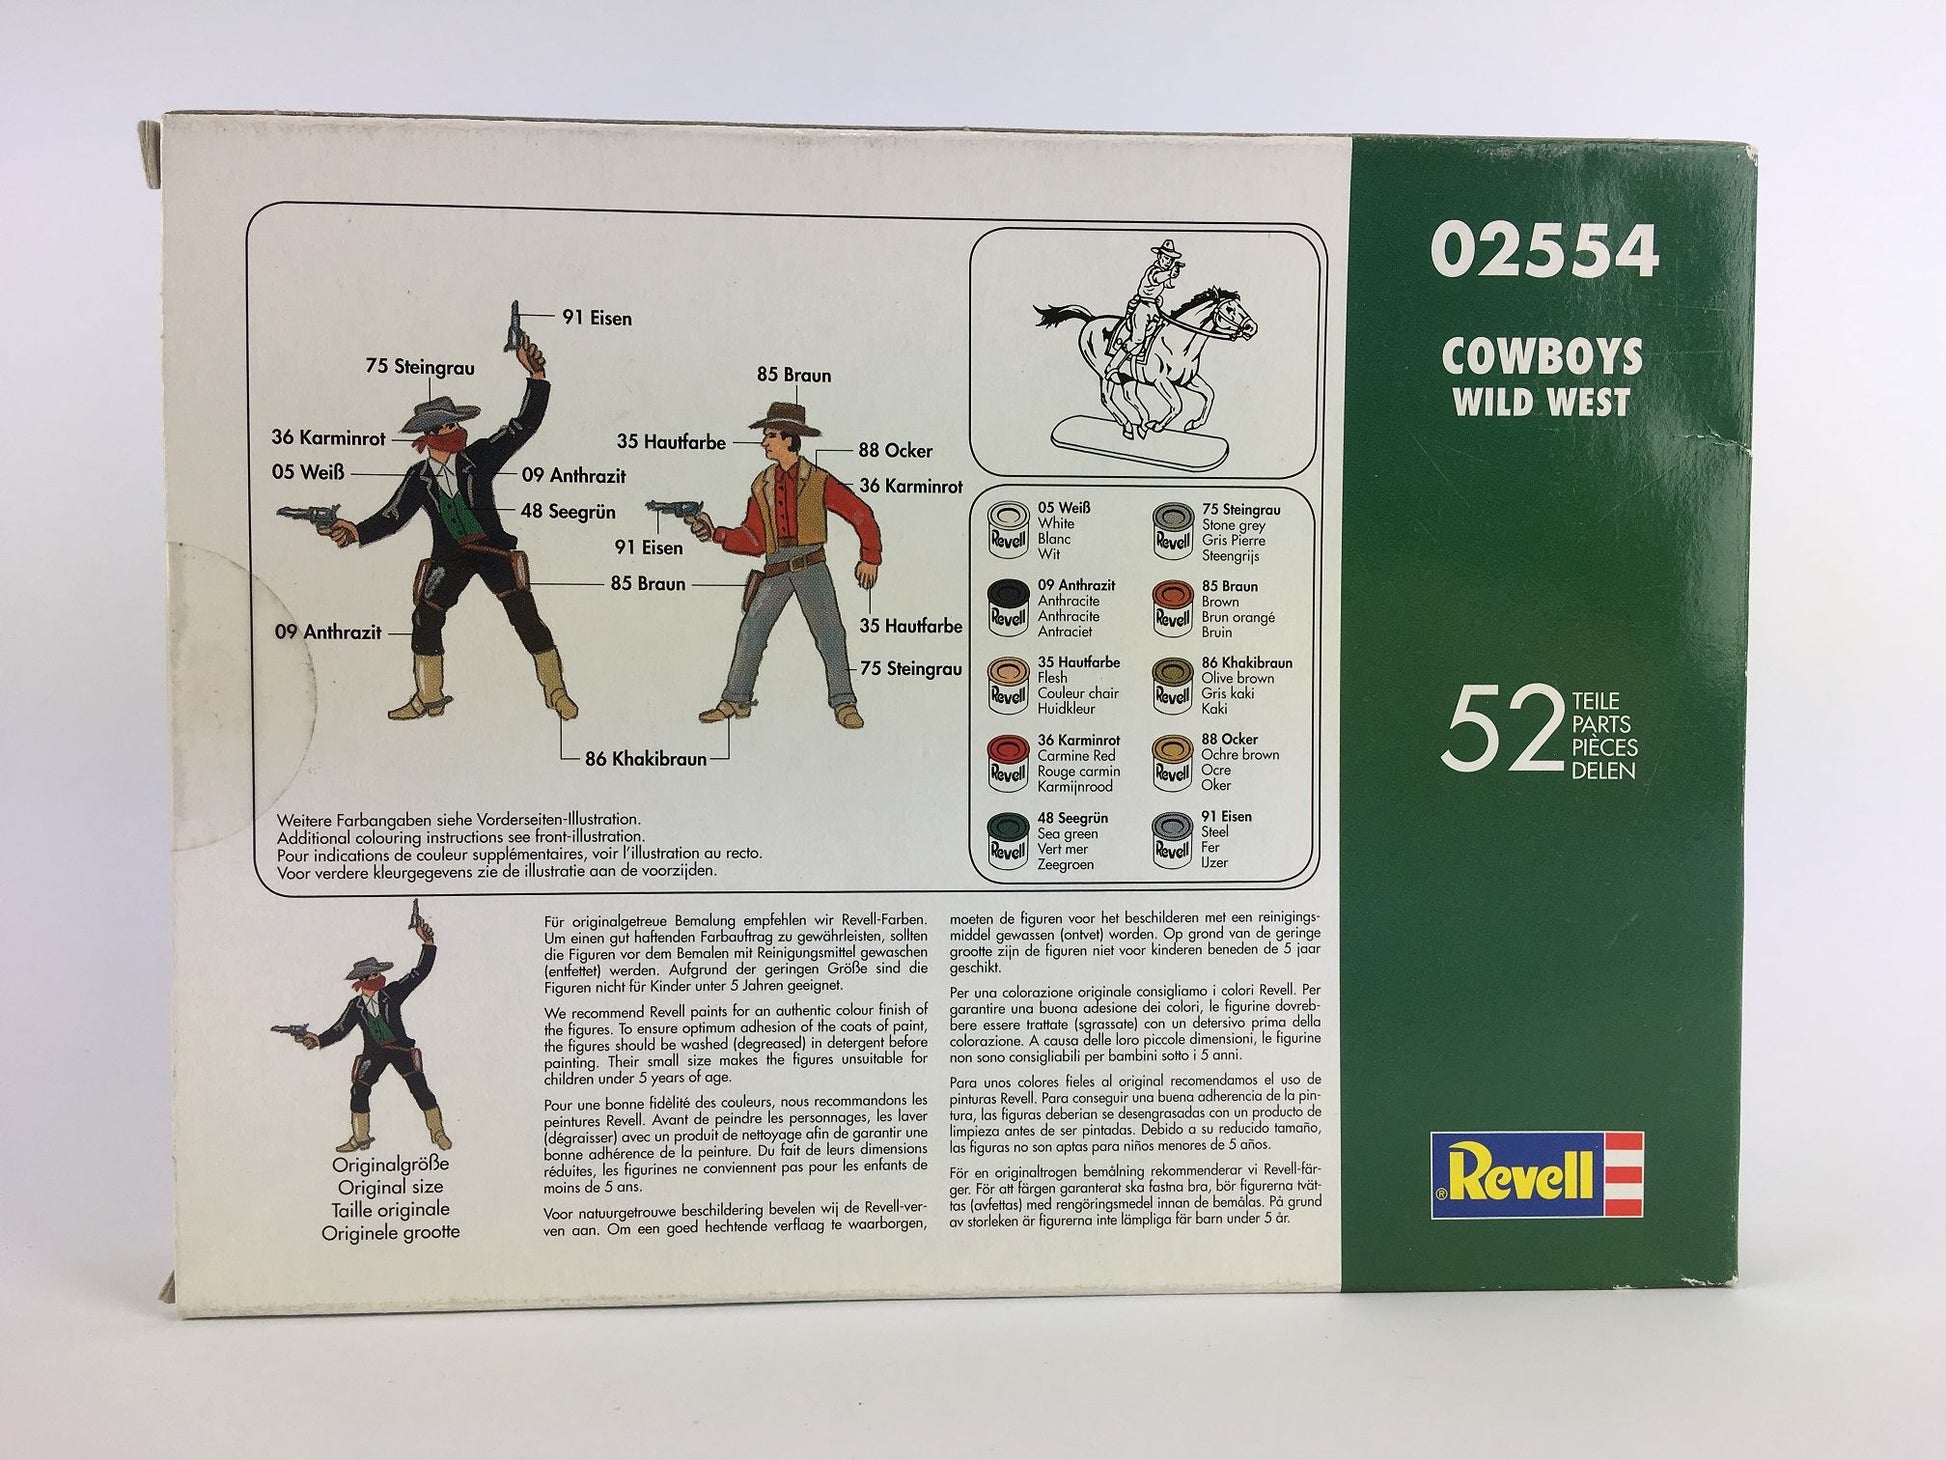 91 Eisen
75 Steingrau
36 Karminrot
05 Weiß
09 Anthrazit
48 Seegrün
85 Braun
35 Hautfarbe
88 Ocker
36 Karminrot
91 Eisen
85 Braun
09 Anthrazit
35 Hautfarbe
75 Steingrau
86 Khakibraun
Weitere Farbangaben siehe Vorderseiten-Illustration.
Additional colouring instructions see front-illustration.
Pour indications de couleur supplémentaires, voir l'illustration au recto.
Voor verdere kleurgegevens zie de illustratie aan de voorzijden.
05 Weiß
White
Blanc
Wit
Revell
09 Anthrazit
Anthracite
Anthracite
Antraciet
Revell
35 Hautfarbe
Flesh
Couleur chair
Huidkleur
Revell
36 Karminrot
Carmine Red
Rouge carmin
Karmijnrood
Revell
48 Seegrün
Sea green
Vert mer
Zeegroen
Revell
75 Steingrau
Stone grey
Gris Pierre
Steengrijs
Revell
85 Braun
Brown
Brun orangé
Bruin
Revell
86 Khakibraun
Olive brown
Gris kaki
Kaki
Revell
88 Ocker
Ochre brown
Ocre
Oker
Revell
91 Eisen
Steel
Fer
IJzer
Revell
Originalgröße
Original size
Taille originale
Originele grootte
Für originalgetreue Bemalung empfehlen wir Revell-Farben.
Um einen gut haftenden Farbauftrag zu gewährleisten, sollten
die Figuren vor dem Bemalen mit Reinigungsmittel gewaschen
(entfettet) werden. Aufgrund der geringen Größe sind die
Figuren nicht für Kinder unter 5 Jahren geeignet.
We recommend Revell paints for an authentic colour finish of
the figures. To ensure optimum adhesion of the coats of paint,
the figures should be washed (degreased) in detergent before
painting. Their small size makes the figures unsuitable for
children under 5 years of age.
Pour une bonne fidèlité des couleurs, nous recommandons les
peintures Revell. Avant de peindre les personnages, les laver
(dégraisser) avec un produit de nettoyage afin de garantir une
bonne adhérence de la peinture. Du fait de leurs dimensions
réduites, les figurines ne conviennent pas pour les enfants de
moins de 5 ans.
Voor natuurgetrouwe beschildering bevelen wij de Revell-ver-
ven aan. Om een goed hechtende verflaag te waarborgen,
moeten de figuren voor het beschilderen met een reinigings-
middel gewassen (ontvet) worden. Op grond van de geringe
grootte zijn de figuren niet voor kinderen beneden de 5 jaar
geschikt.
Per una colorazione originale consigliamo i colori Revell. Per
garantire una buona adesione dei colori, le figurine dovreb-
bere essere trattate (sgrassate) con un detersivo prima della
colorazione. A causa delle loro piccole dimensioni, le figurine
non sono consigliabili per bambini sotto i 5 anni.
Para unos colores fieles al original recomendamos el uso de
pinturas Revell. Para conseguir una buena adherencia de la pin-
tura, las figuras deberian se desengrasadas con un producto de
limpieza antes de ser pintadas. Debido a su reducido tamaño,
las figuras no son aptas para niños menores de 5 años.
För en originaltrogen bemålning rekommenderar vi Revell-fär-
ger. För att färgen garanterat ska fastna bra, bör figurerna tvät-
tas (avfettas) med rengöringsmedel innan de bemålas. På grund
av storleken är figurerna inte lämpliga fär barn under 5 år.
02554
COWBOYS
WILD WEST
52 TEILE
PARTS
PIÈCES
DELEN
® Revell